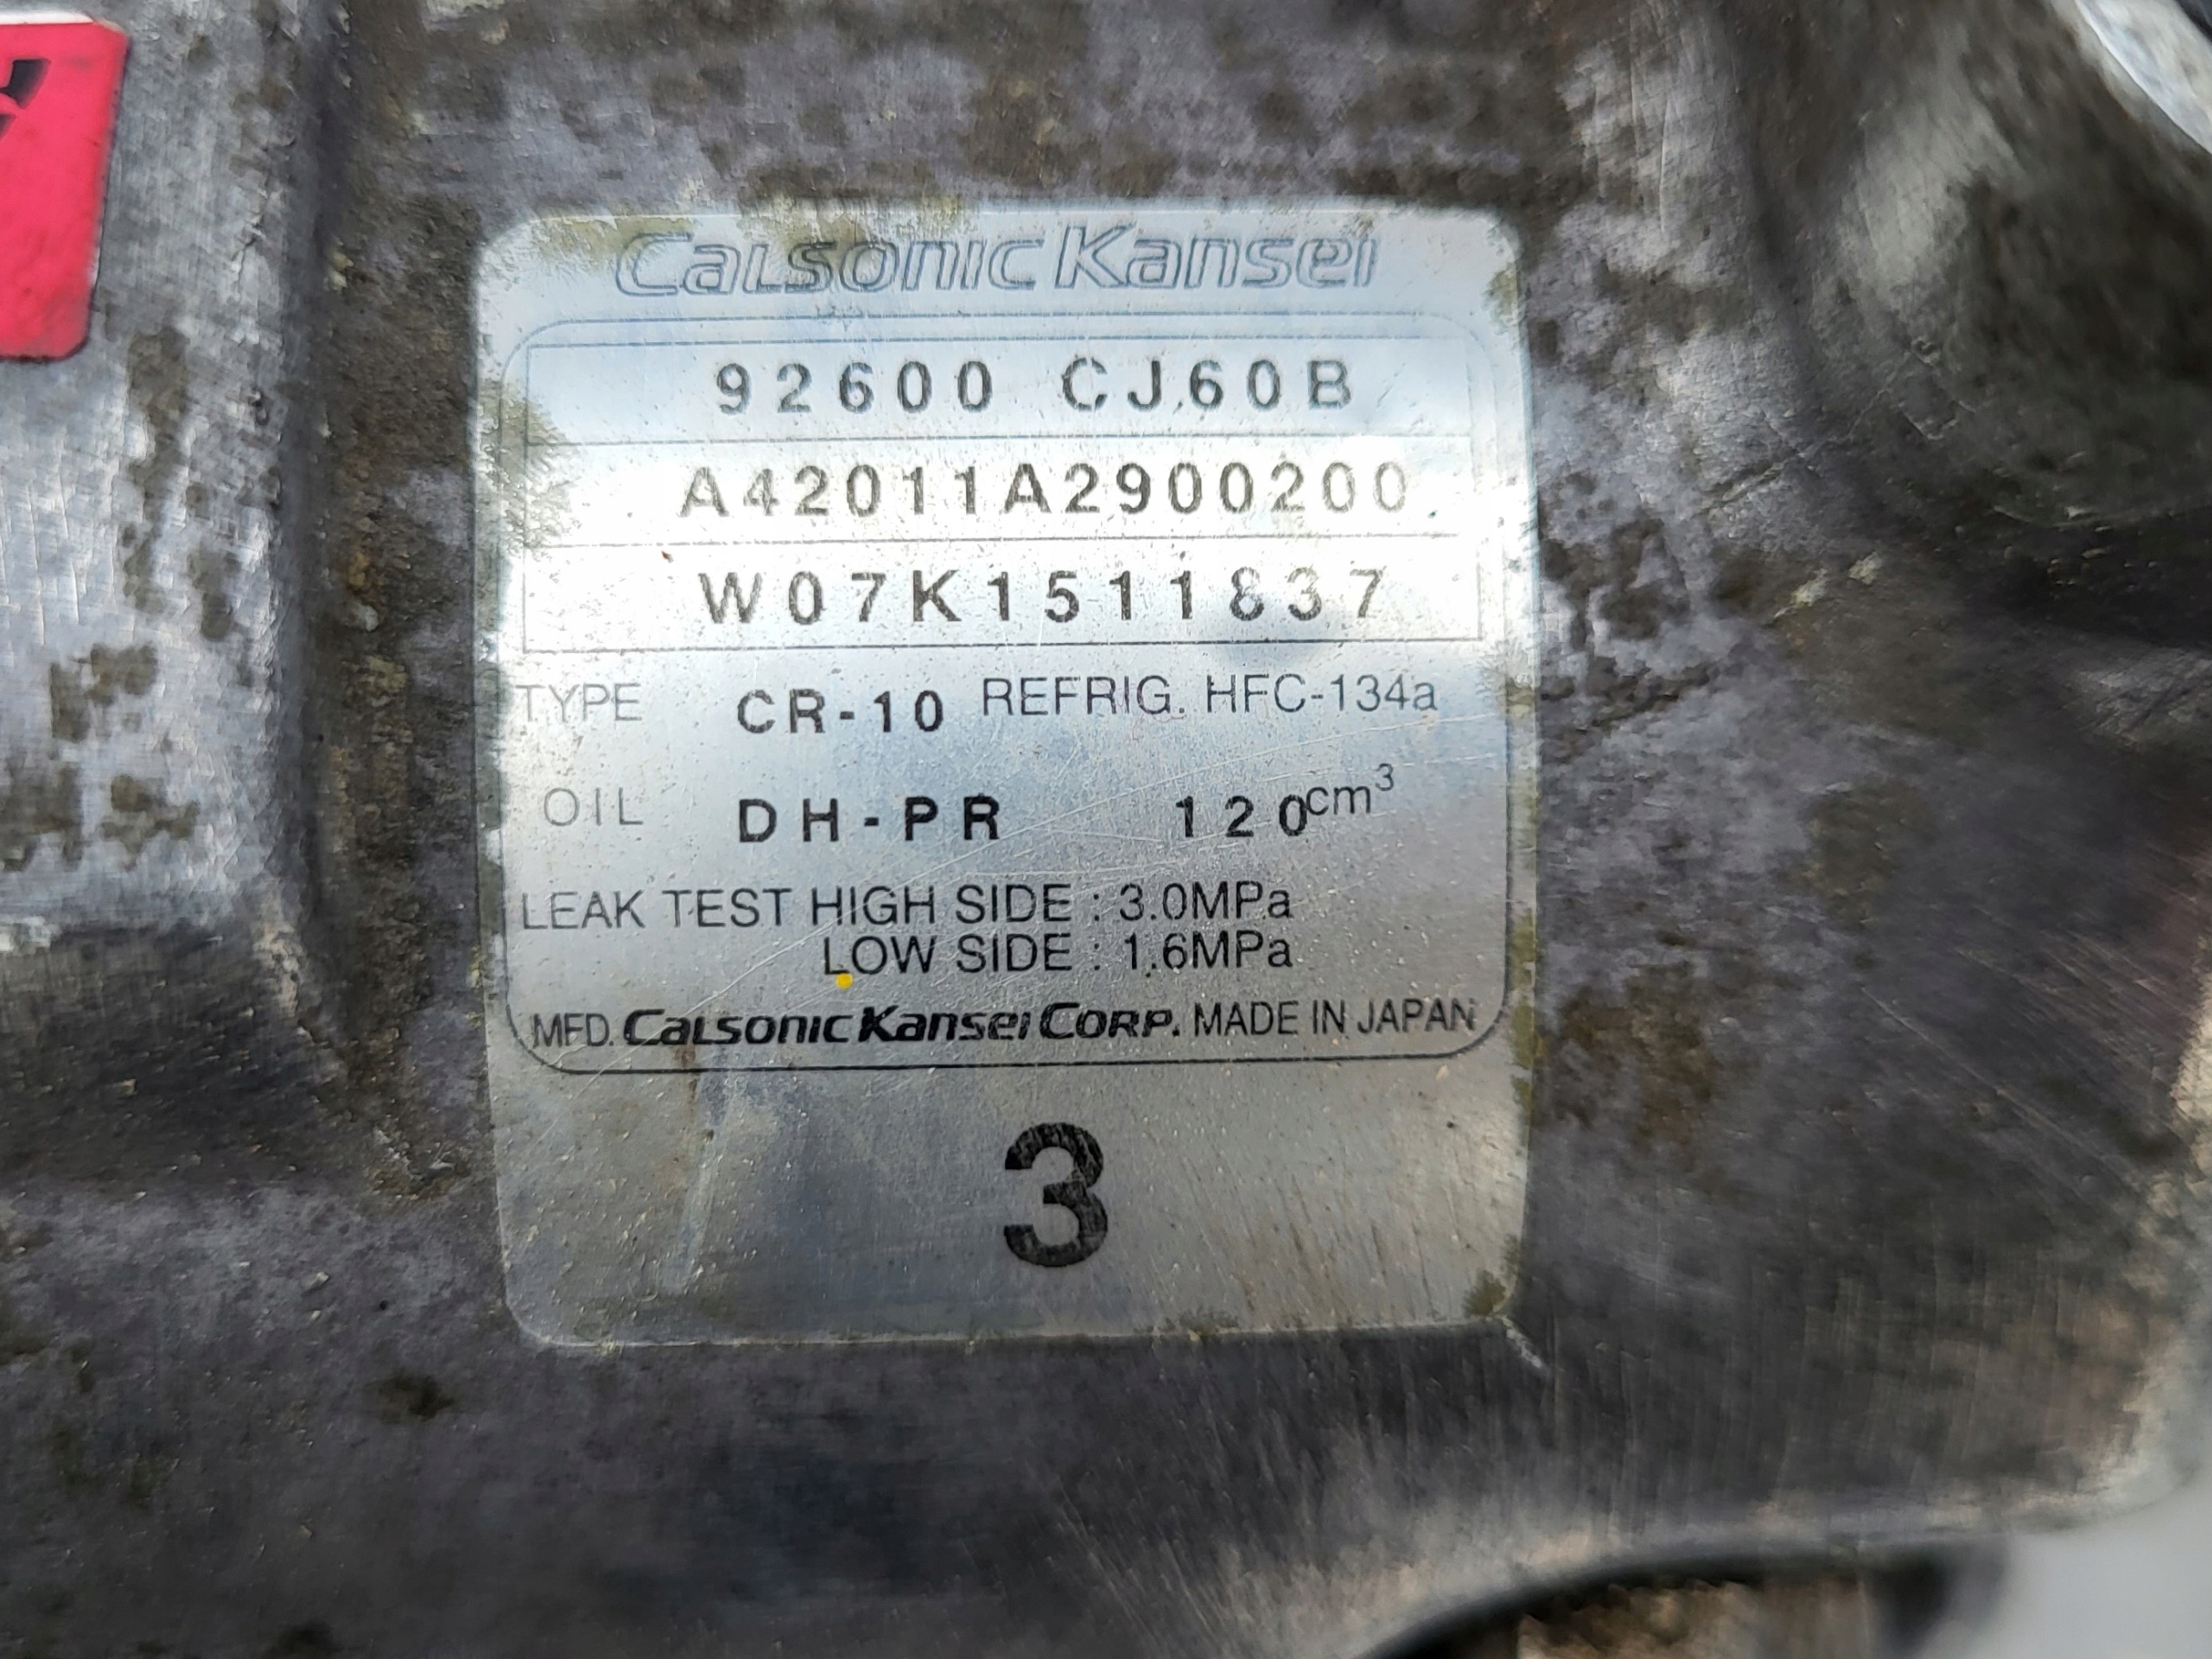 Calsonic Kansei
92600 CJ60B
A42011A2900200
W07K1511837
TYPE CR-10 REFRIG. HFC-134a
OIL DH-PR 120cm³
LEAK TEST HIGH SIDE : 3.0MPa
LOW SIDE : 1.6MPa
MFD. Calsonic Kansei Corp. MADE IN JAPAN
3